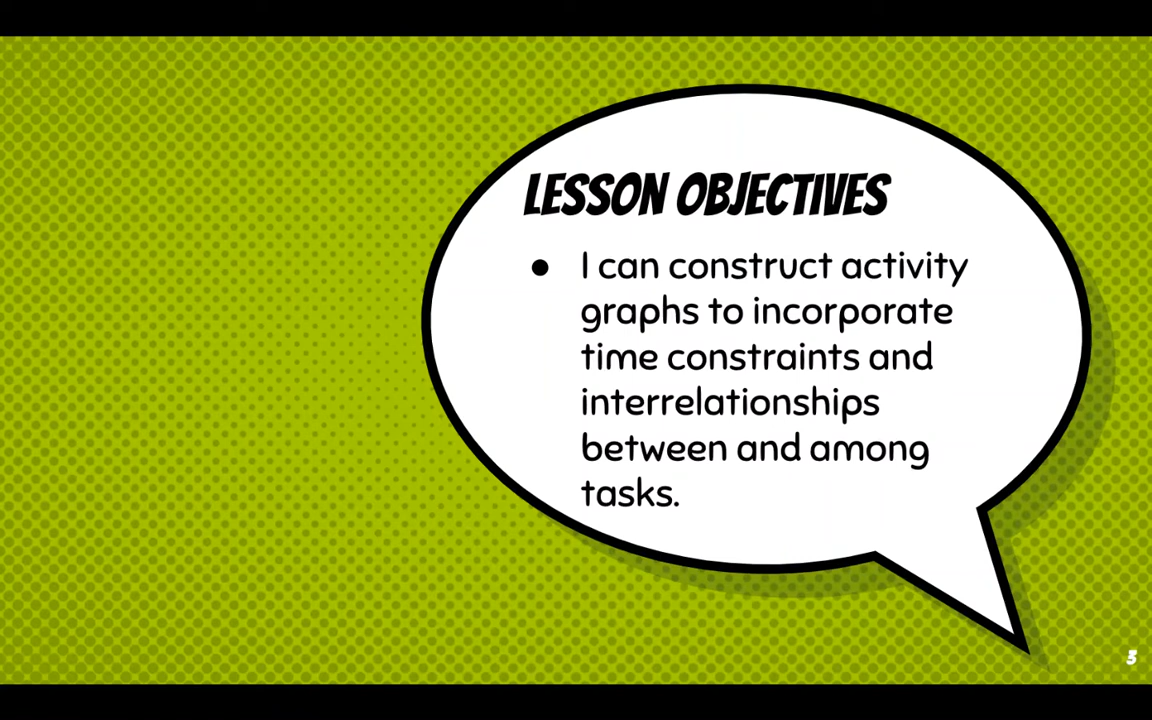 LESSON OBJECTIVES
● I can construct activity
graphs to incorporate
time constraints and
interrelationships
between and among
tasks.
3